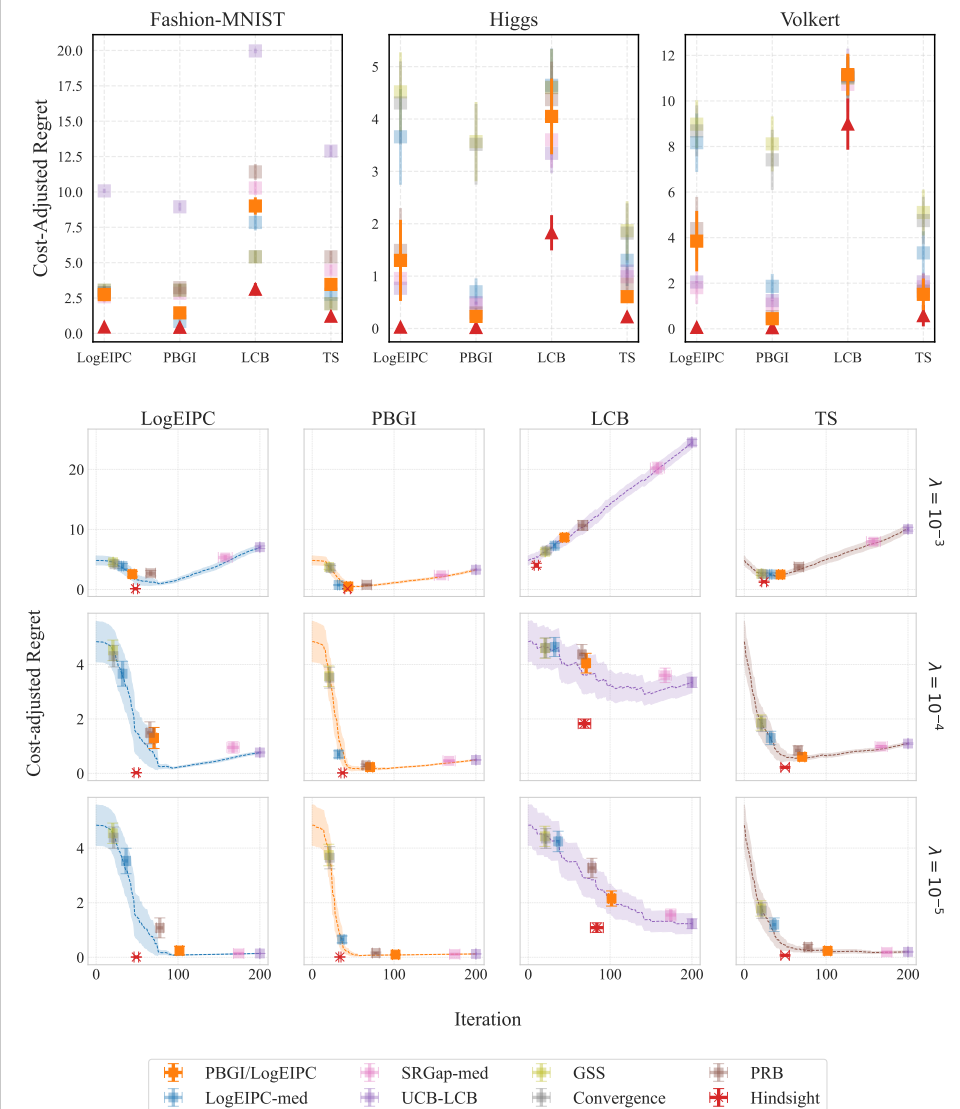 Fashion-MNIST Higgs Volkert
Cost-Adjusted Regret
20.0
17.5
15.0
12.5
10.0
7.5
5.0
2.5
0.0
5
4
3
2
1
0
12
10
8
6
4
2
0
LogEIPC PBGI LCB TS LogEIPC PBGI LCB TS LogEIPC PBGI LCB TS
LogEIPC PBGI LCB TS
Cost-adjusted Regret
20
10
0
λ = 10⁻³
4
2
0
λ = 10⁻⁴
4
2
0
λ = 10⁻⁵
0 100 200 0 100 200 0 100 200 0 100 200
Iteration
PBGI/LogEIPC SRGap-med GSS PRB
LogEIPC-med UCB-LCB Convergence Hindsight